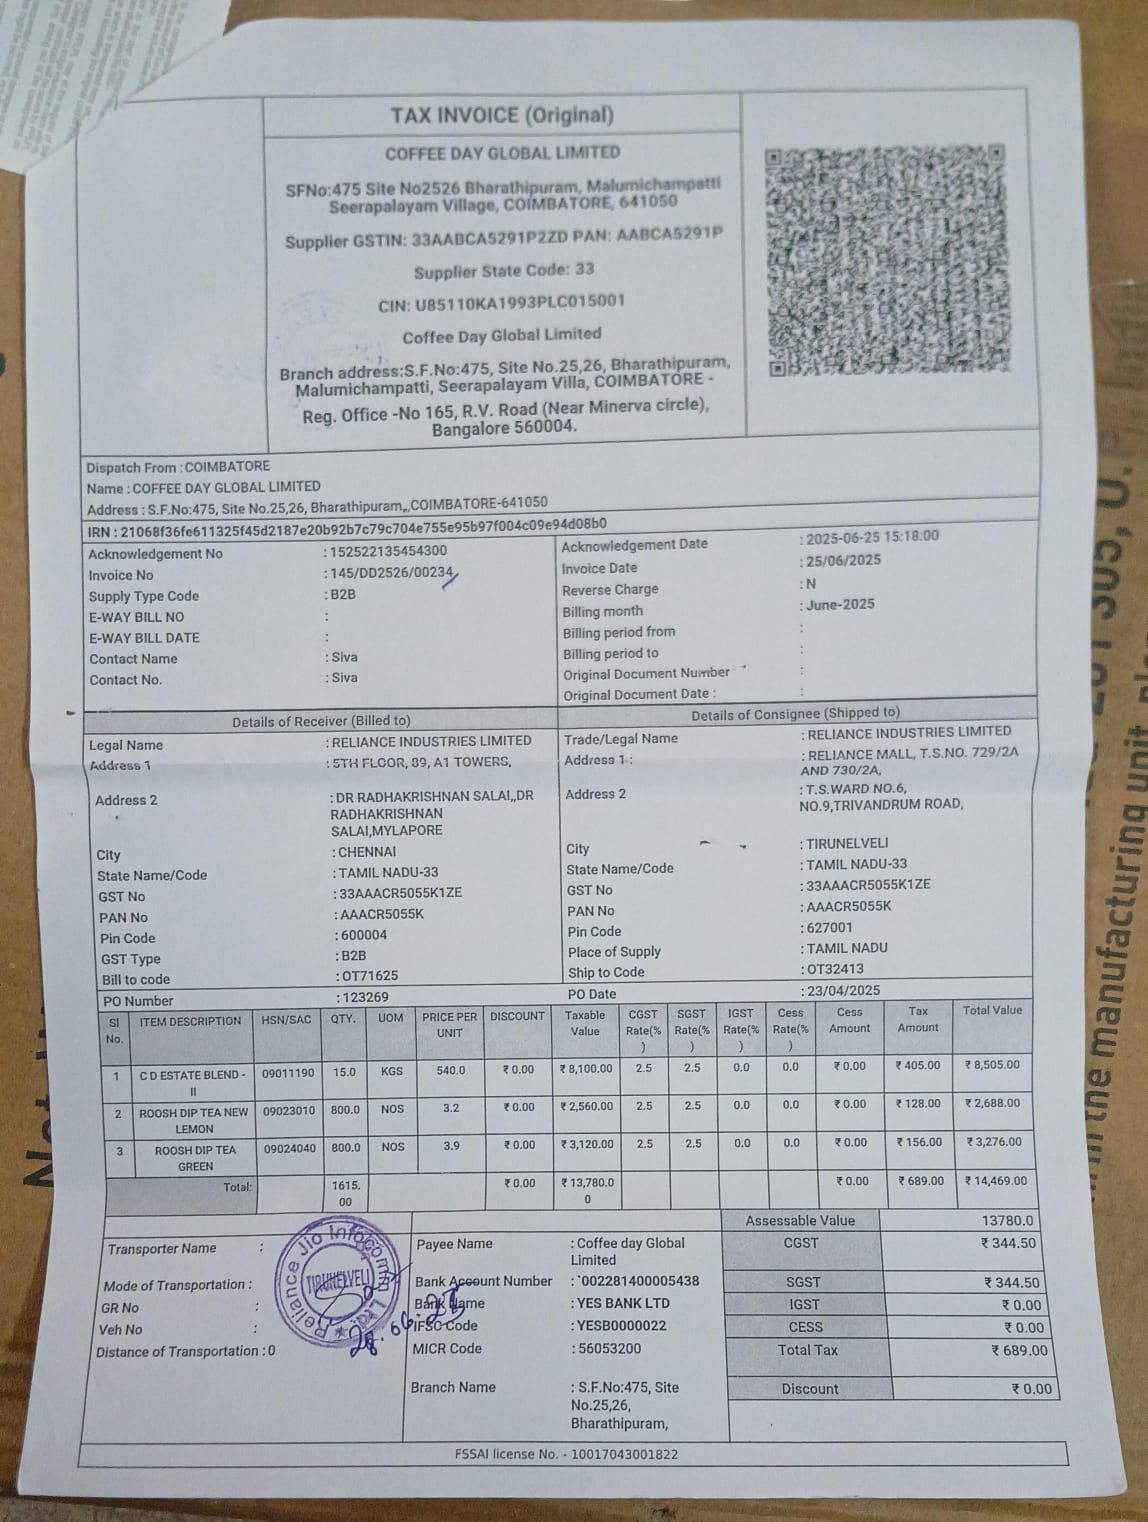 TAX INVOICE (Original)
COFFEE DAY GLOBAL LIMITED
SFNo:475 Site No2526 Bharathipuram, Malumichampatti
Seerapalayam Village, COIMBATORE, 641050
Supplier GSTIN: 33AABCA5291P2ZD PAN: AABCA5291P
Supplier State Code: 33
CIN: U85110KA1993PLC015001
Coffee Day Global Limited
Branch address:S.F.No:475, Site No.25,26, Bharathipuram,
Malumichampatti, Seerapalayam Villa, COIMBATORE -
Reg. Office -No 165, R.V. Road (Near Minerva circle),
Bangalore 560004.
Dispatch From : COIMBATORE
Name : COFFEE DAY GLOBAL LIMITED
Address : S.F.No:475, Site No.25,26, Bharathipuram,,,COIMBATORE-641050
IRN : 21068f36fe611325f45d2187e20b92b7c79c704e755e95b97f004c09e94d08b0
Acknowledgement No : 152522135454300
Invoice No : 145/DD2526/00234
Supply Type Code : B2B
E-WAY BILL NO :
E-WAY BILL DATE :
Contact Name : Siva
Contact No. : Siva
Acknowledgement Date : 2025-06-25 15:18:00
Invoice Date : 25/06/2025
Reverse Charge : N
Billing month : June-2025
Billing period from :
Billing period to :
Original Document Number :
Original Document Date : :
Details of Receiver (Billed to)
Legal Name : RELIANCE INDUSTRIES LIMITED
Address 1 : 5TH FLOOR, 89, A1 TOWERS,
Address 2 : DR RADHAKRISHNAN SALAI,,DR
RADHAKRISHNAN
SALAI,MYLAPORE
City : CHENNAI
State Name/Code : TAMIL NADU-33
GST No : 33AAACR5055K1ZE
PAN No : AAACR5055K
Pin Code : 600004
GST Type : B2B
Bill to code : OT71625
PO Number : 123269
Details of Consignee (Shipped to)
Trade/Legal Name : RELIANCE INDUSTRIES LIMITED
Address 1 : : RELIANCE MALL, T.S.NO. 729/2A
AND 730/2A,
Address 2 : T.S.WARD NO.6,
NO.9,TRIVANDRUM ROAD,
City : TIRUNELVELI
State Name/Code : TAMIL NADU-33
GST No : 33AAACR5055K1ZE
PAN No : AAACR5055K
Pin Code : 627001
Place of Supply : TAMIL NADU
Ship to Code : OT32413
PO Date : 23/04/2025
SI No. ITEM DESCRIPTION HSN/SAC QTY. UOM PRICE PER UNIT DISCOUNT Taxable Value CGST Rate(%) SGST Rate(%) IGST Rate(%) Cess Rate(%) Cess Amount Tax Amount Total Value
1 C D ESTATE BLEND - II 09011190 15.0 KGS 540.0 ₹ 0.00 ₹ 8,100.00 2.5 2.5 0.0 0.0 ₹ 0.00 ₹ 405.00 ₹ 8,505.00
2 ROOSH DIP TEA NEW LEMON 09023010 800.0 NOS 3.2 ₹ 0.00 ₹ 2,560.00 2.5 2.5 0.0 0.0 ₹ 0.00 ₹ 128.00 ₹ 2,688.00
3 ROOSH DIP TEA GREEN 09024040 800.0 NOS 3.9 ₹ 0.00 ₹ 3,120.00 2.5 2.5 0.0 0.0 ₹ 0.00 ₹ 156.00 ₹ 3,276.00
Total: 1615.00 ₹ 0.00 ₹ 13,780.00 ₹ 0.00 ₹ 689.00 ₹ 14,469.00
Transporter Name :
Mode of Transportation :
GR No :
Veh No :
Distance of Transportation : 0
Reliance Jio Infocomm Ltd.
TIRUNELVELI
28.06.25
Payee Name : Coffee day Global
Limited
Bank Account Number : `002281400005438
Bank Name : YES BANK LTD
IFSC Code : YESB0000022
MICR Code : 56053200
Branch Name : S.F.No:475, Site
No.25,26,
Bharathipuram,
Assessable Value 13780.0
CGST ₹ 344.50
SGST ₹ 344.50
IGST ₹ 0.00
CESS ₹ 0.00
Total Tax ₹ 689.00
Discount ₹ 0.00
FSSAI license No. - 10017043001822
in the manufacturing unit